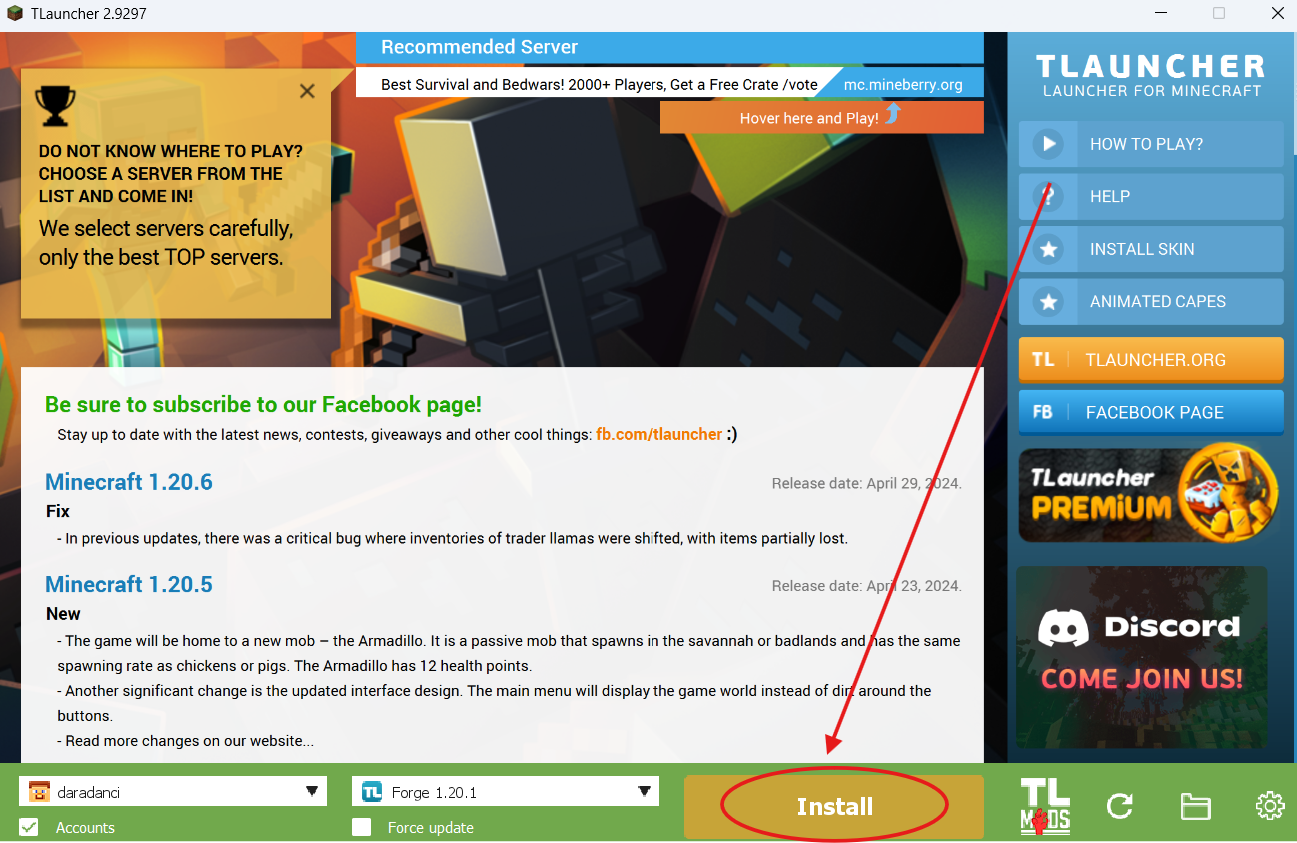 TLauncher 2.9297
Recommended Server
Best Survival and Bedwars! 2000+ Players, Get a Free Crate /vote
mc.mineberry.org
Hover here and Play!
DO NOT KNOW WHERE TO PLAY?
CHOOSE A SERVER FROM THE
LIST AND COME IN!
We select servers carefully,
only the best TOP servers.
Be sure to subscribe to our Facebook page!
Stay up to date with the latest news, contests, giveaways and other cool things: fb.com/tlauncher :)
Minecraft 1.20.6
Release date: April 29, 2024.
Fix
- In previous updates, there was a critical bug where inventories of trader llamas were shifted, with items partially lost.
Minecraft 1.20.5
Release date: April 23, 2024.
New
- The game will be home to a new mob – the Armadillo. It is a passive mob that spawns in the savannah or badlands and has the same
spawning rate as chickens or pigs. The Armadillo has 12 health points.
- Another significant change is the updated interface design. The main menu will display the game world instead of dirt around the
buttons.
- Read more changes on our website...
TLAUNCHER
LAUNCHER FOR MINECRAFT
HOW TO PLAY?
? HELP
INSTALL SKIN
ANIMATED CAPES
TL TLAUNCHER.ORG
FB FACEBOOK PAGE
TLauncher
PREMiUM
Discord
COME JOIN US!
daradanci
Accounts
TL Forge 1.20.1
Force update
Install
TL
MODS